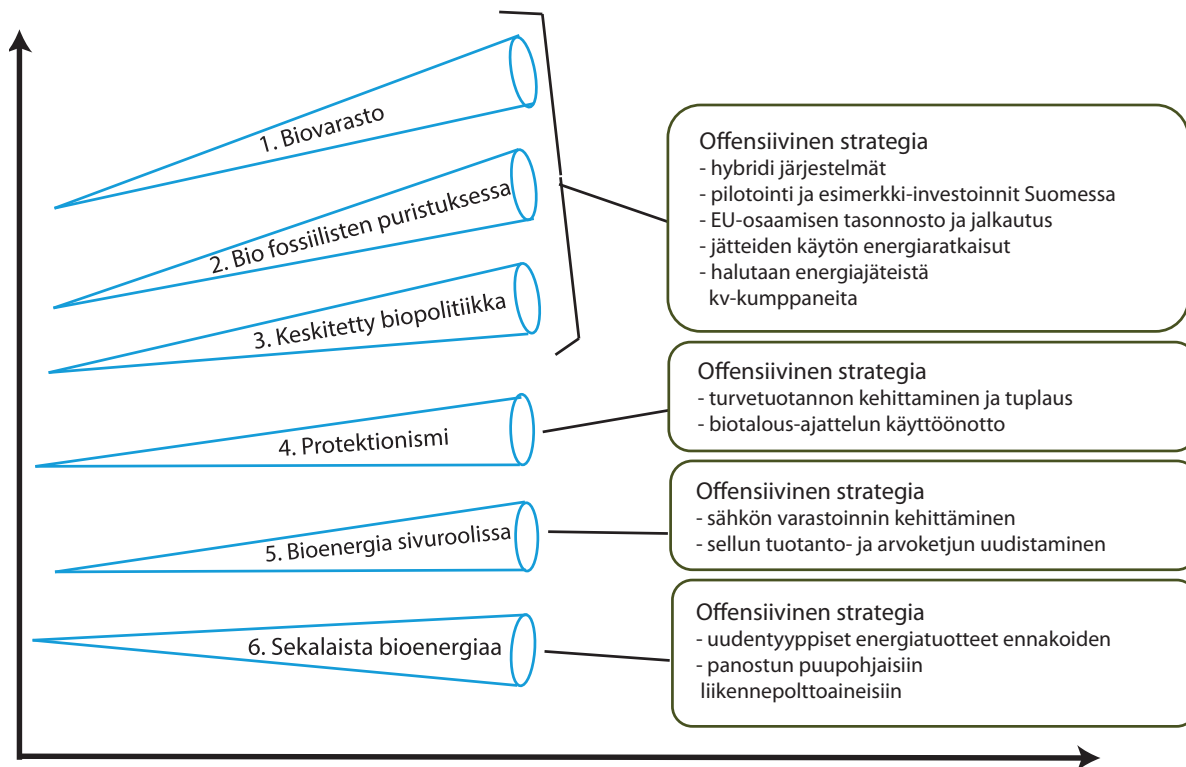 1. Biovarasto
2. Bio fossiilisten puristuksessa
3. Keskitetty biopolitiikka
4. Protektionismi
5. Bioenergia sivuroolissa
6. Sekalaista bioenergiaa
Offensiivinen strategia
- hybridi järjestelmät
- pilotointi ja esimerkki-investoinnit Suomessa
- EU-osaamisen tasonnosto ja jalkautus
- jätteiden käytön energiaratkaisut
- halutaan energiajäteistä
kv-kumppaneita
Offensiivinen strategia
- turvetuotannon kehittaminen ja tuplaus
- biotalous-ajattelun käyttöönotto
Offensiivinen strategia
- sähkön varastoinnin kehittäminen
- sellun tuotanto- ja arvoketjun uudistaminen
Offensiivinen strategia
- uudentyyppiset energiatuotteet ennakoiden
- panostun puupohjaisiin
liikennepolttoaineisiin